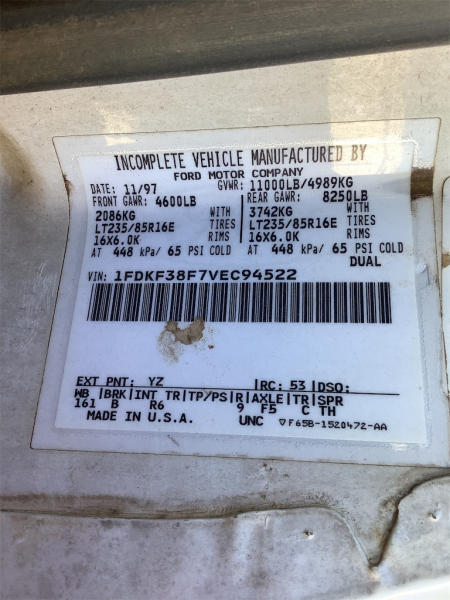 INCOMPLETE VEHICLE MANUFACTURED BY
FORD MOTOR COMPANY
DATE: 11/97 GVWR: 11000LB/4989KG
FRONT GAWR: 4600LB REAR GAWR: 8250LB
2086KG WITH 3742KG WITH
LT235/85R16E TIRES LT235/85R16E TIRES
16X6.0K RIMS 16X6.0K RIMS
AT 448 kPa/ 65 PSI COLD AT 448 kPa/ 65 PSI COLD
DUAL
VIN: 1FDKF38F7VEC94522
EXT PNT: YZ |RC: 53 |DSO:
WB |BRK|INT TR|TP/PS|R|AXLE|TR|SPR
161 B R6 9 F5 C TH
MADE IN U.S.A. UNC ▽F65B-1520472-AA